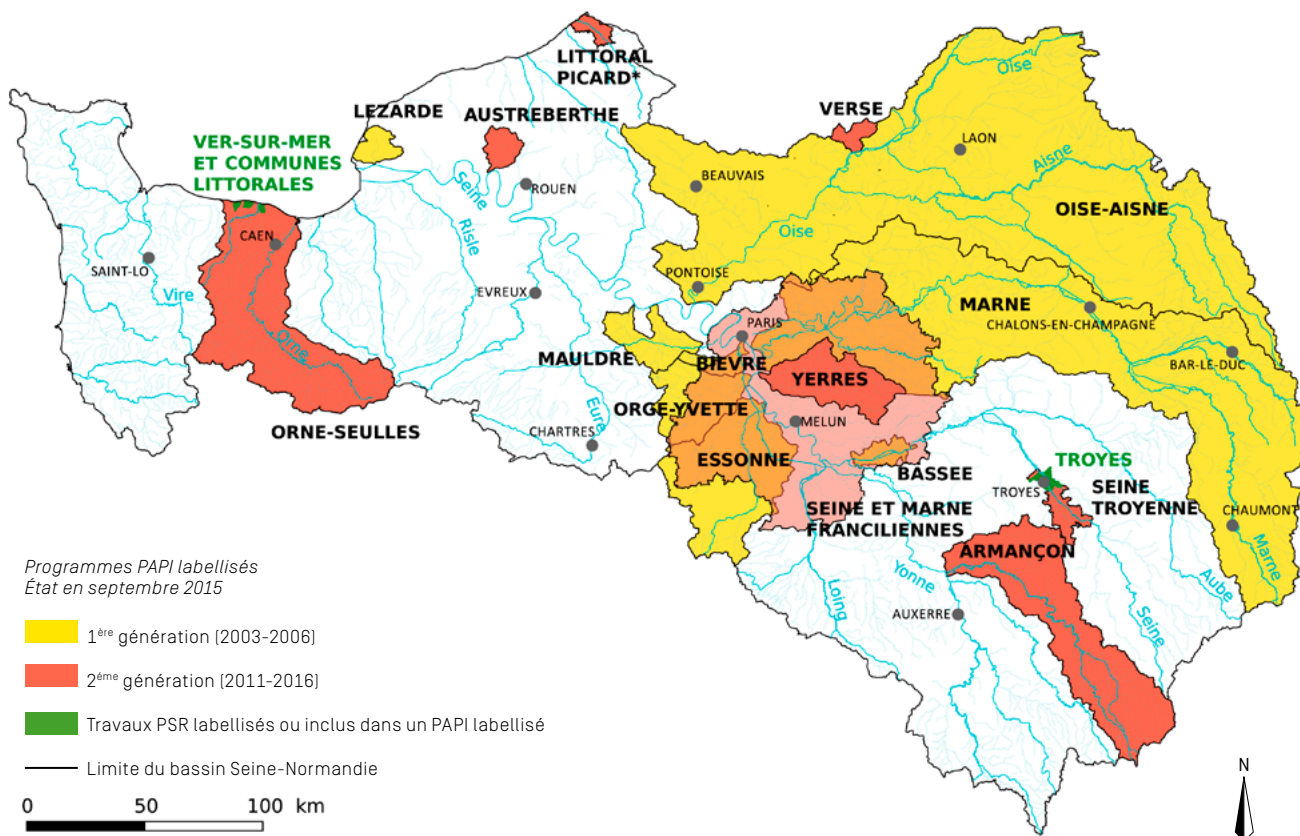 LITTORAL
PICARD*
Oise
LEZARDE
AUSTREBERTHE
VERSE
VER-SUR-MER
ET COMMUNES
LITTORALES
LAON
Aisne
Seine
ROUEN
BEAUVAIS
OISE-AISNE
CAEN
Risle
Oise
SAINT-LO
Vire
PONTOISE
EVREUX
MARNE
CHALONS-EN-CHAMPAGNE
PARIS
Orne
MAULDRE
BIEVRE
BAR-LE-DUC
YERRES
Eure
ORGE-YVETTE
MELUN
ORNE-SEULLES
CHARTRES
ESSONNE
BASSEE
TROYES
TROYES
SEINE
TROYENNE
SEINE ET MARNE
FRANCILIENNES
CHAUMONT
ARMANÇON
Marne
Yonne
Aube
Loing
Seine
AUXERRE
Programmes PAPI labellisés
État en septembre 2015
1ère génération (2003-2006)
2éme génération (2011-2016)
Travaux PSR labellisés ou inclus dans un PAPI labellisé
Limite du bassin Seine-Normandie
0 50 100 km
N